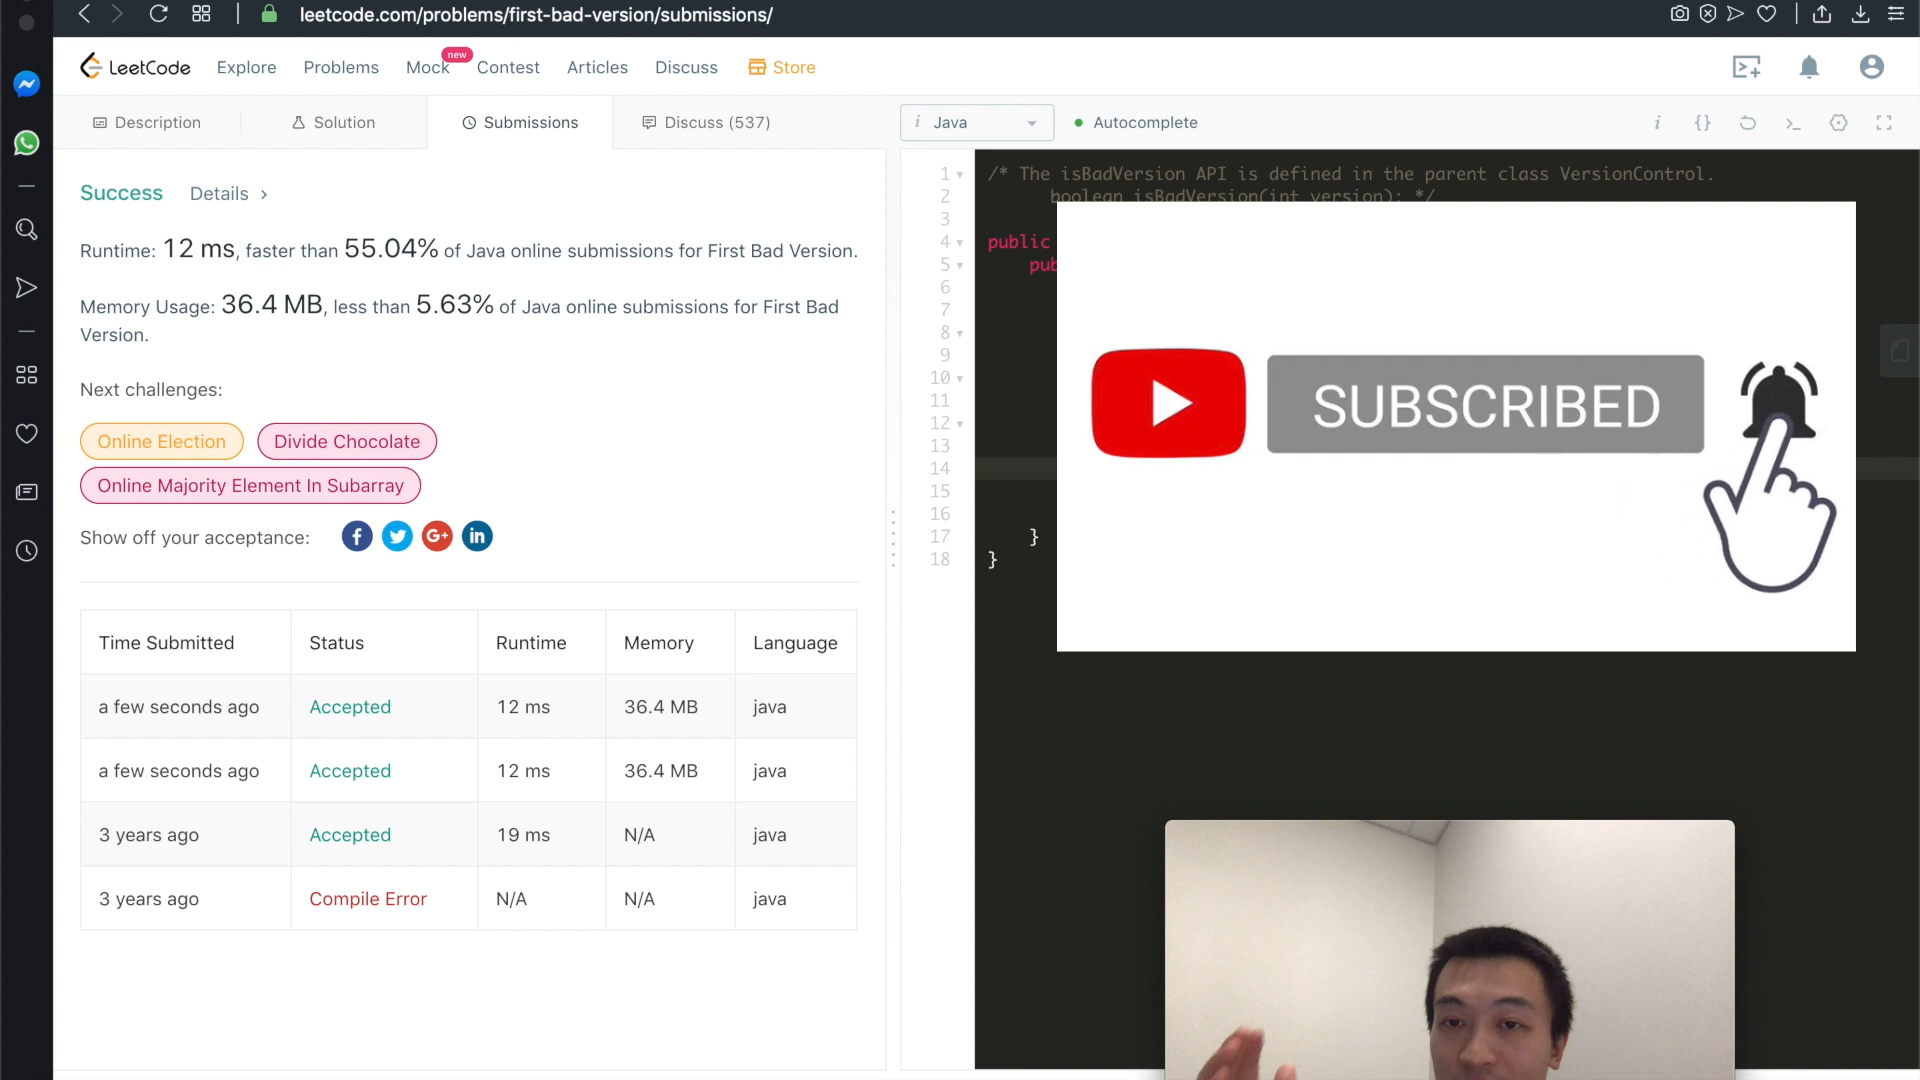 leetcode.com/problems/first-bad-version/submissions/
LeetCode Explore Problems Mock new Contest Articles Discuss Store
Description Solution Submissions Discuss (537)
i Java Autocomplete i {}
Success Details >
Runtime: 12 ms, faster than 55.04% of Java online submissions for First Bad Version.
Memory Usage: 36.4 MB, less than 5.63% of Java online submissions for First Bad
Version.
Next challenges:
Online Election Divide Chocolate
Online Majority Element In Subarray
Show off your acceptance: f G+ in
Time Submitted Status Runtime Memory Language
a few seconds ago Accepted 12 ms 36.4 MB java
a few seconds ago Accepted 12 ms 36.4 MB java
3 years ago Accepted 19 ms N/A java
3 years ago Compile Error N/A N/A java
1 /* The isBadVersion API is defined in the parent class VersionControl.
2 boolean isBadVersion(int version); */
3
4 public
5 pub
6
7
8
9
10
11
12
13
14
15
16
17 }
18 }
SUBSCRIBED